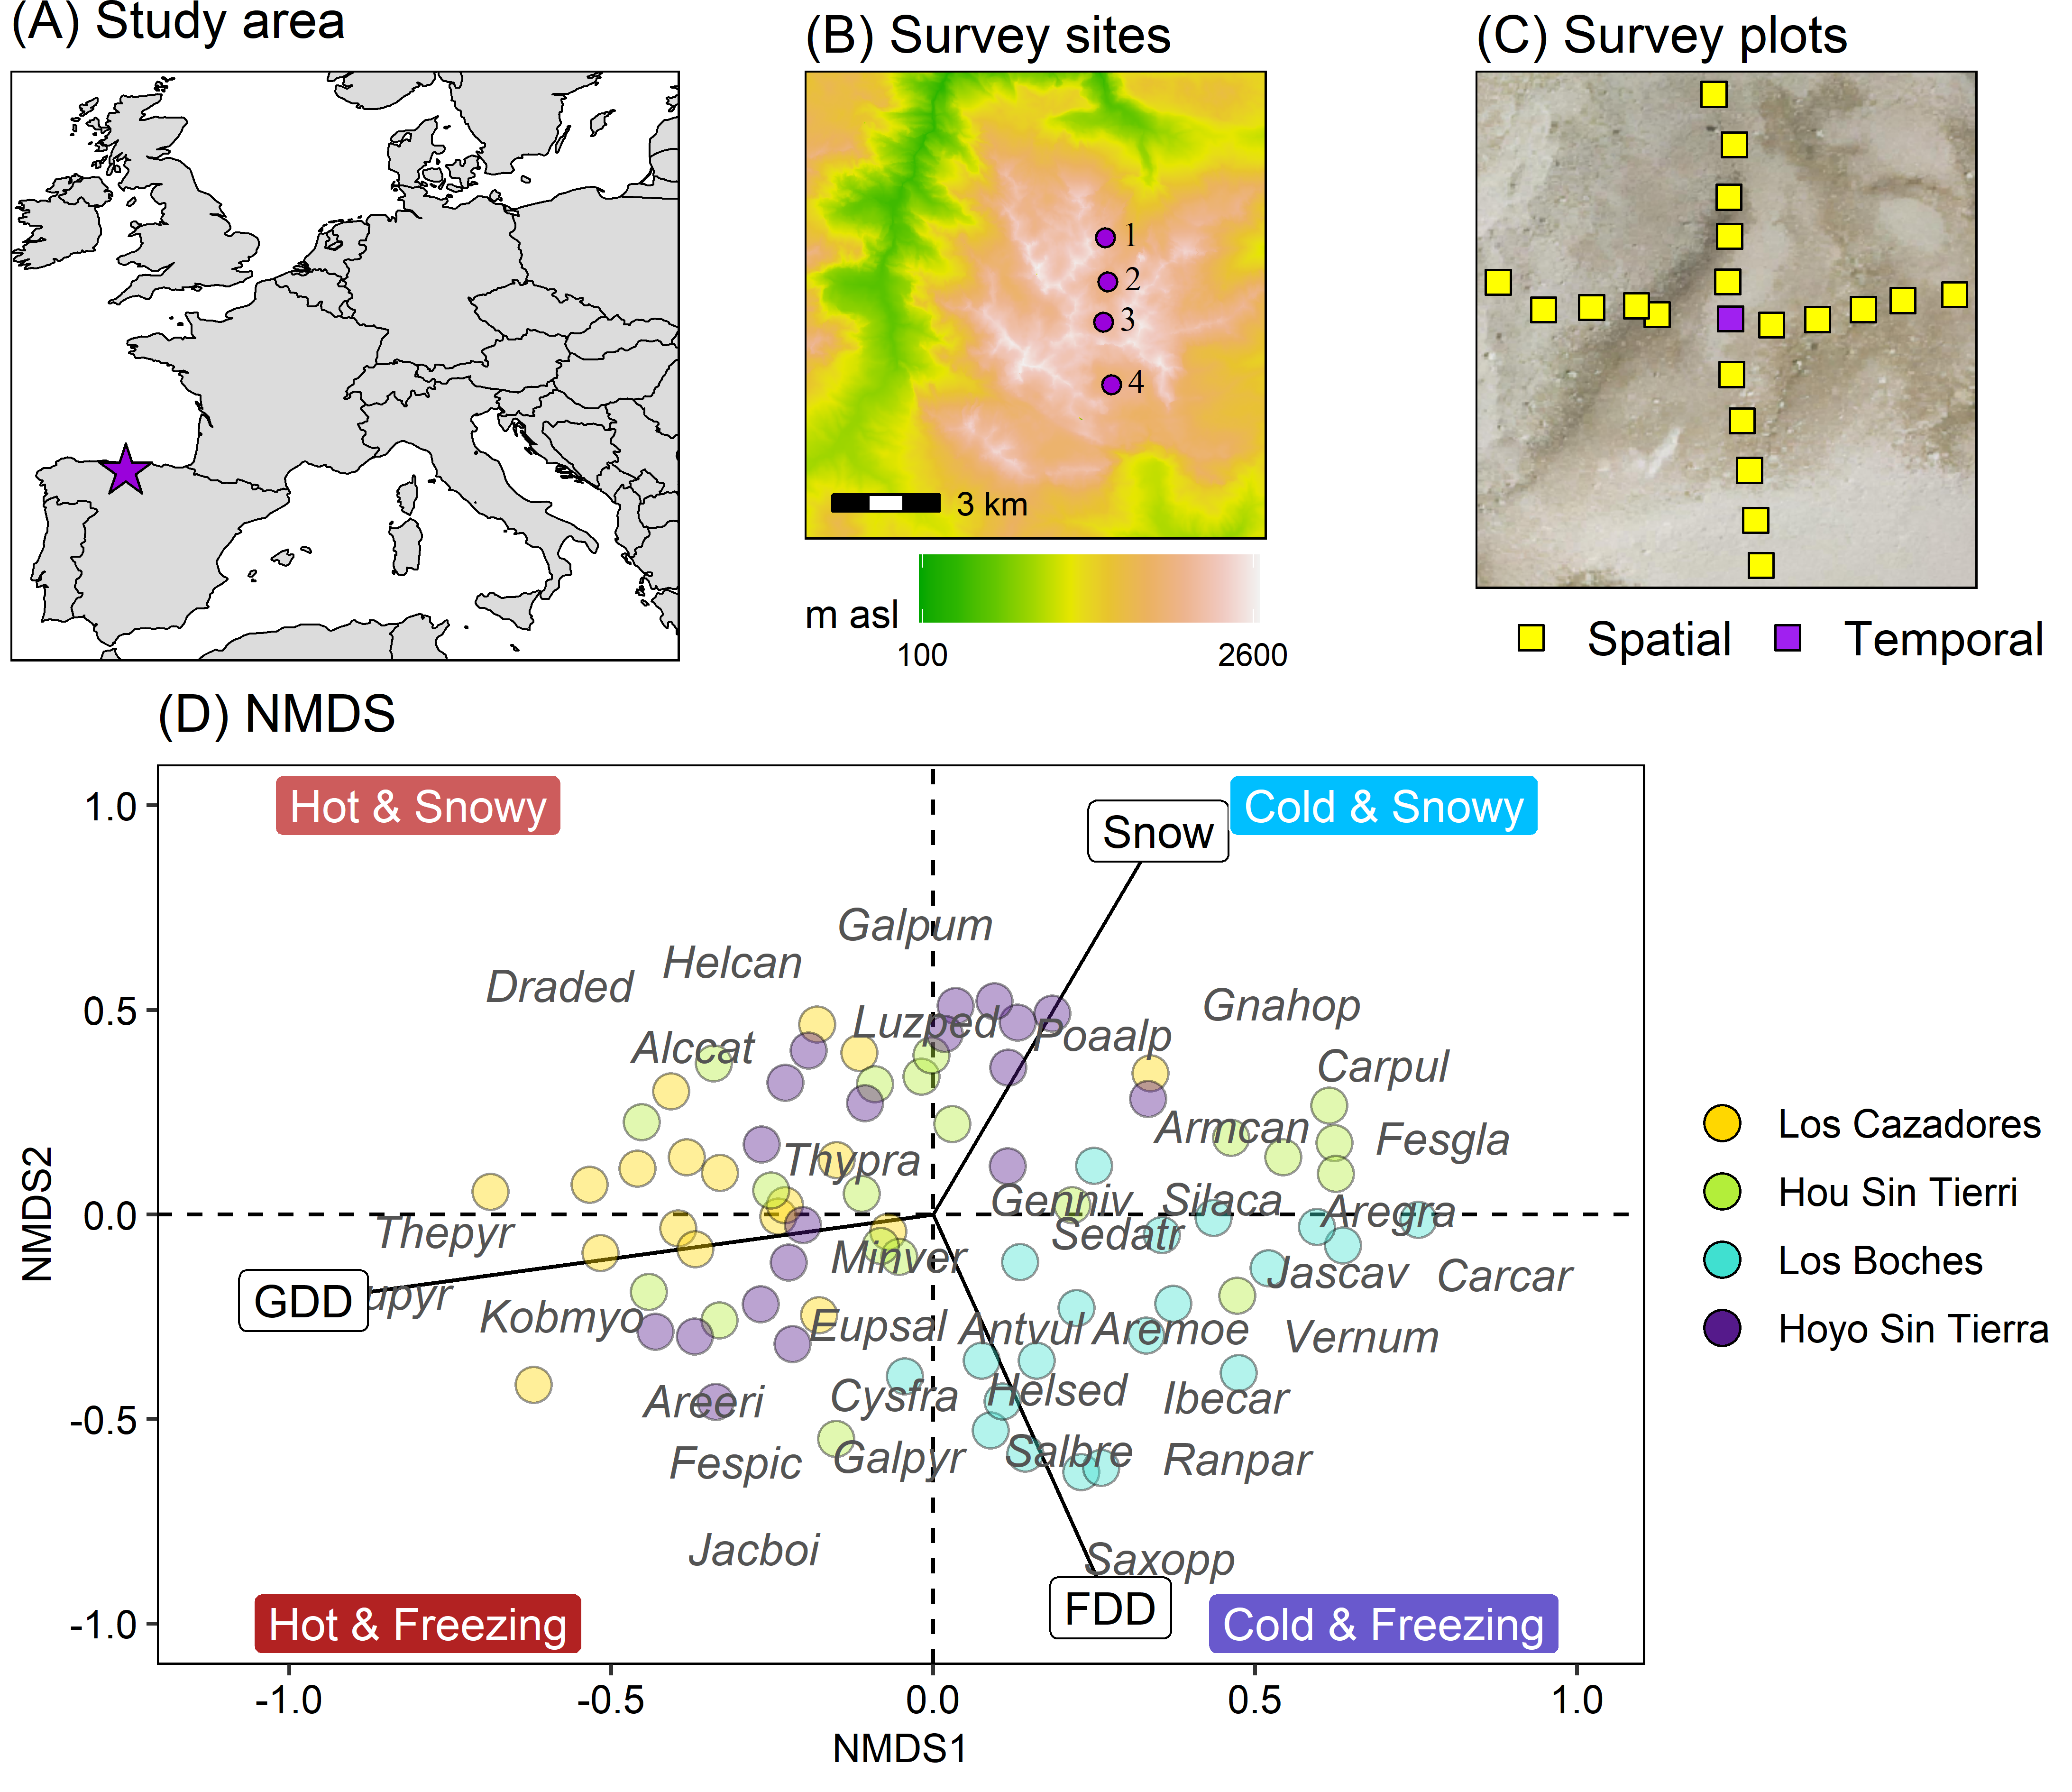 (A) Study area
(B) Survey sites
(C) Survey plots
1
2
3
4
3 km
m asl
100
2600
Spatial
Temporal
(D) NMDS
Hot & Snowy
Cold & Snowy
Snow
Galpum
Helcan
Draded
Gnahop
Luzped
Poaalp
Alccat
Carpul
Armcan
Fesgla
Thypra
Genniv
Silaca
Aregra
Thepyr
Sedatr
Minver
Jascav
Carcar
GDD
upyr
Kobmyo
Eupsal
Antvul
Aremoe
Vernum
Areeri
Cysfra
Helsed
Ibecar
Fespic
Galpyr
Salbre
Ranpar
Jacboi
Saxopp
FDD
Hot & Freezing
Cold & Freezing
1.0
0.5
0.0
-0.5
-1.0
NMDS2
-1.0
-0.5
0.0
0.5
1.0
NMDS1
Los Cazadores
Hou Sin Tierri
Los Boches
Hoyo Sin Tierra